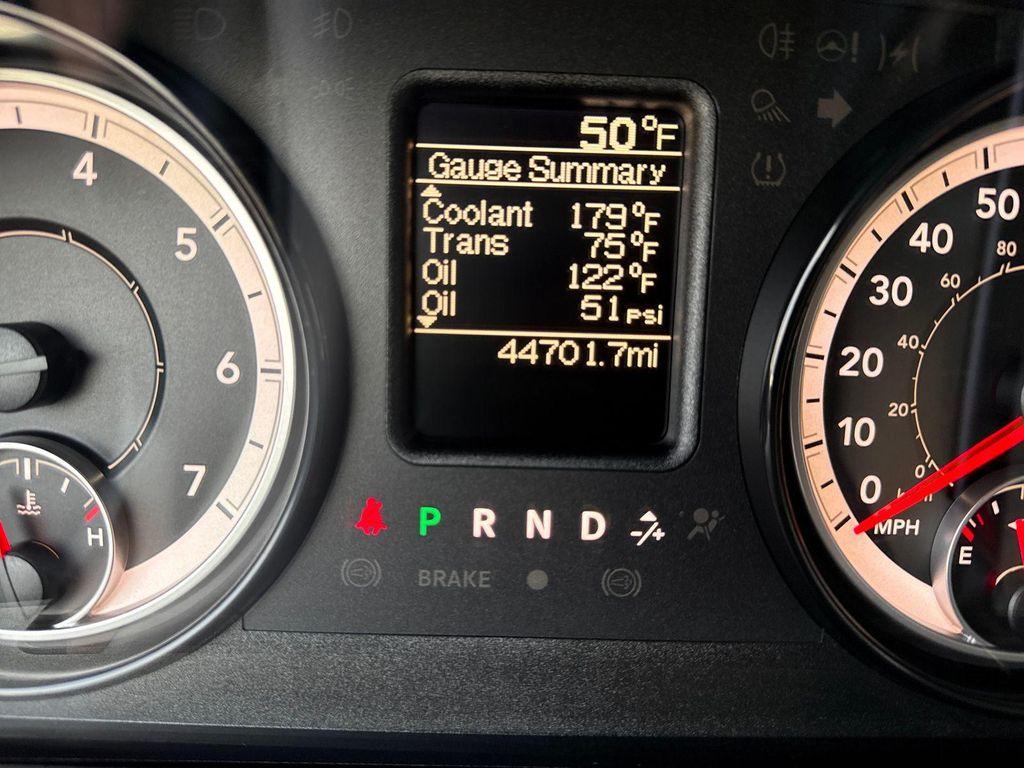 50°F
Gauge Summary
Coolant 179°F
Trans 75°F
Oil 122°F
Oil 51 psi
44701.7mi
4
5
6
7
H
P R N D -/+
BRAKE
50
40
30
20
10
0
MPH
80
60
40
20
0
E